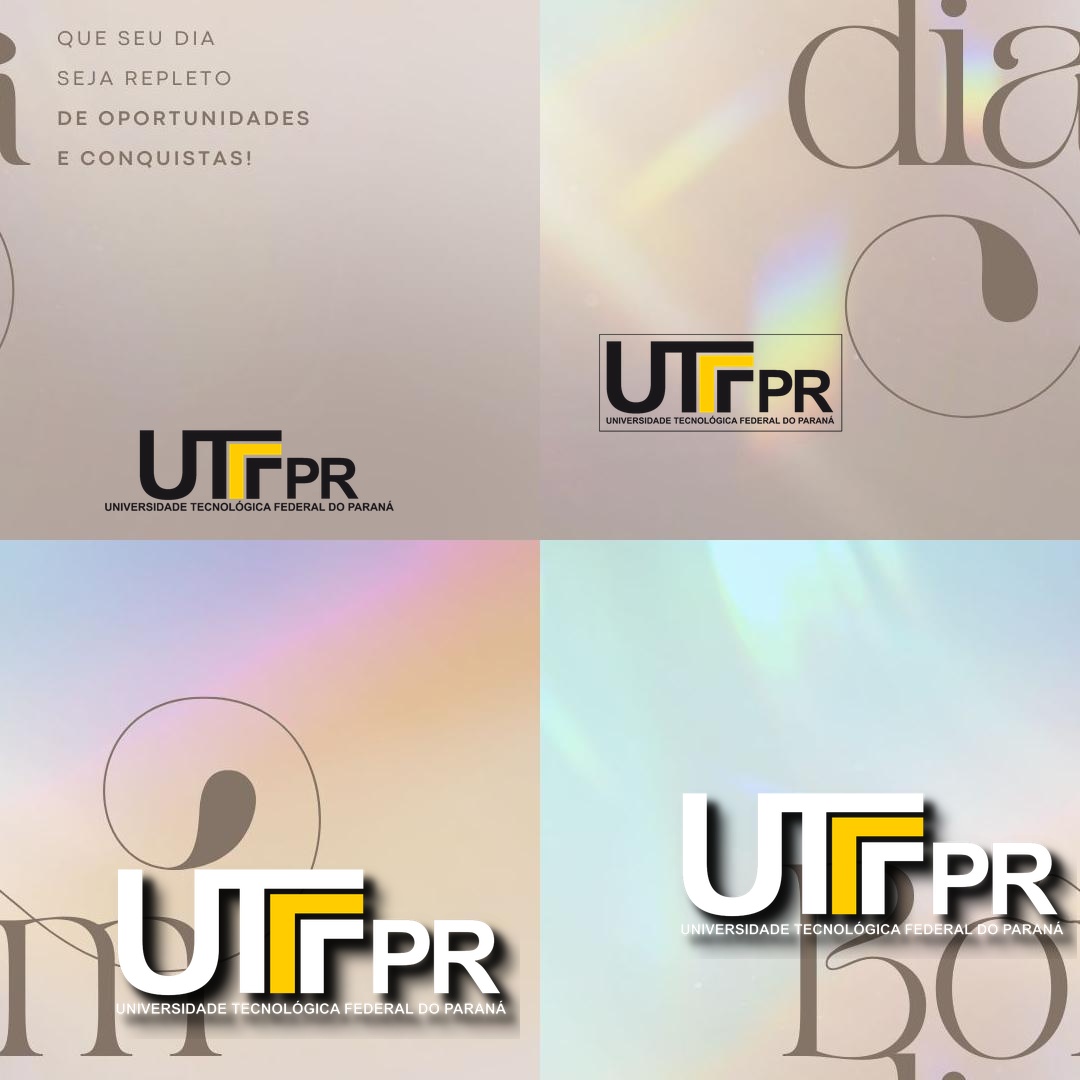 QUE SEU DIA
SEJA REPLETO
DE OPORTUNIDADES
E CONQUISTAS!
dia
UTFPR
UNIVERSIDADE TECNOLÓGICA FEDERAL DO PARANÁ
UTFPR
UNIVERSIDADE TECNOLÓGICA FEDERAL DO PARANÁ
m
UTFPR
UNIVERSIDADE TECNOLÓGICA FEDERAL DO PARANÁ
UTFPR
UNIVERSIDADE TECNOLÓGICA FEDERAL DO PARANÁ
Bo